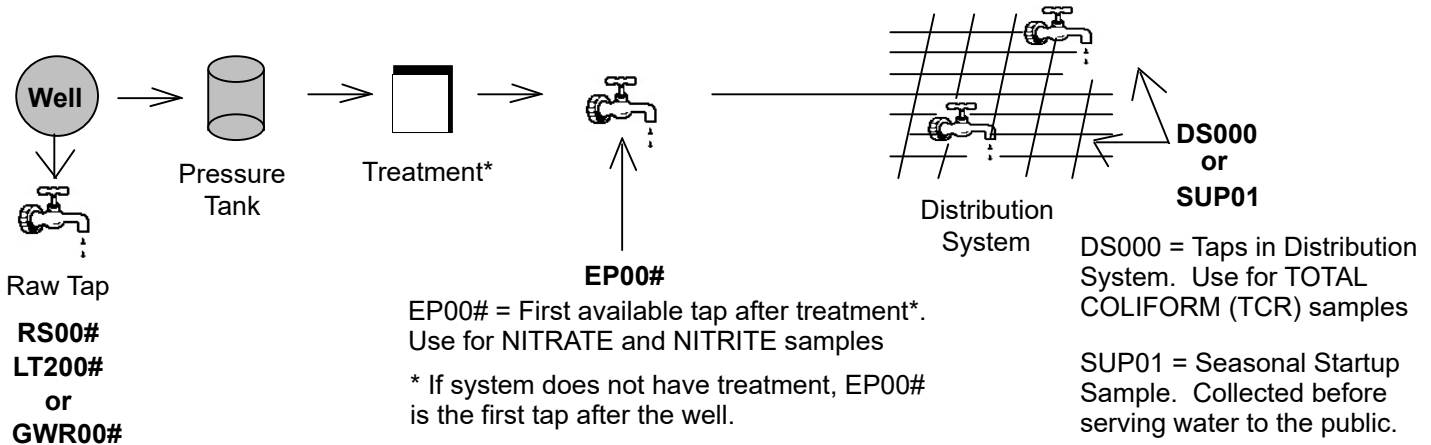 Well
Raw Tap
RS00#
LT200#
or
GWR00#
Pressure
Tank
Treatment*
EP00#
EP00# = First available tap after treatment*.
Use for NITRATE and NITRITE samples
* If system does not have treatment, EP00#
is the first tap after the well.
Distribution
System
DS000
or
SUP01
DS000 = Taps in Distribution
System. Use for TOTAL
COLIFORM (TCR) samples
SUP01 = Seasonal Startup
Sample. Collected before
serving water to the public.